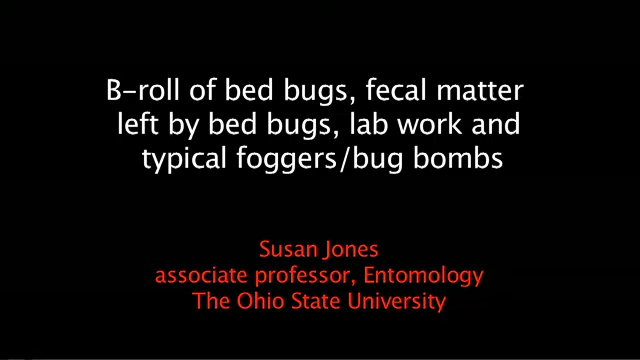 B-roll of bed bugs, fecal matter
left by bed bugs, lab work and
typical foggers/bug bombs
Susan Jones
associate professor, Entomology
The Ohio State University